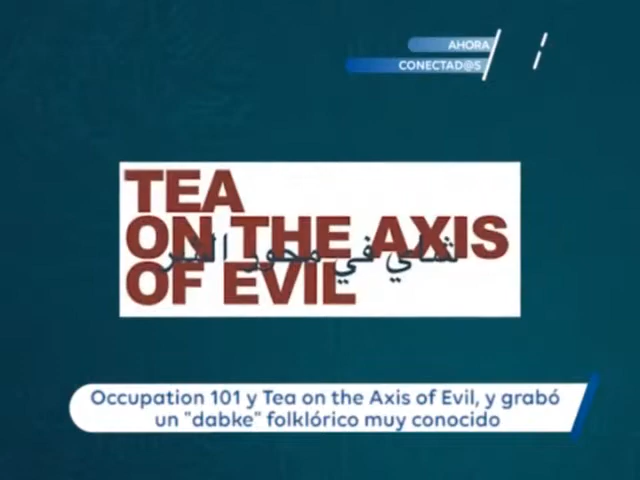 AHORA
CONECTAD@S
TEA
ON THE AXIS
شاي في محور الشر
OF EVIL
Occupation 101 y Tea on the Axis of Evil, y grabó
un "dabke" folklórico muy conocido